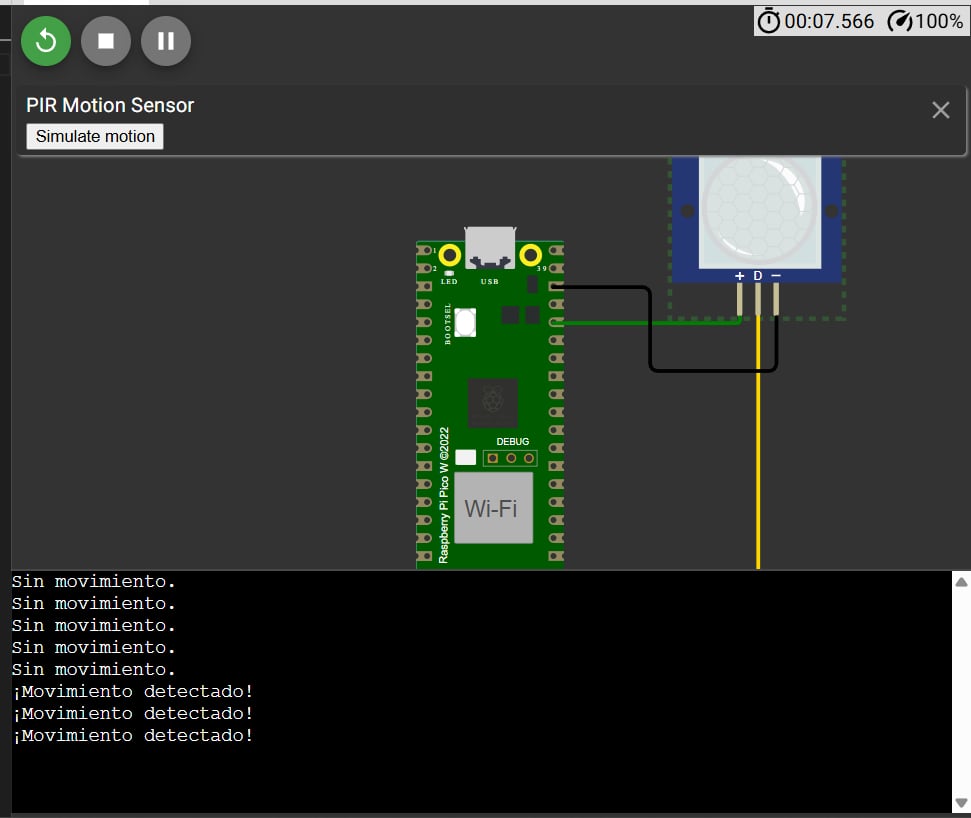 00:07.566 100%
PIR Motion Sensor
Simulate motion
+ D −
1
2
39
LED USB
BOOTSEL
DEBUG
Raspberry Pi Pico W ©2022
Wi-Fi
Sin movimiento.
Sin movimiento.
Sin movimiento.
Sin movimiento.
Sin movimiento.
¡Movimiento detectado!
¡Movimiento detectado!
¡Movimiento detectado!